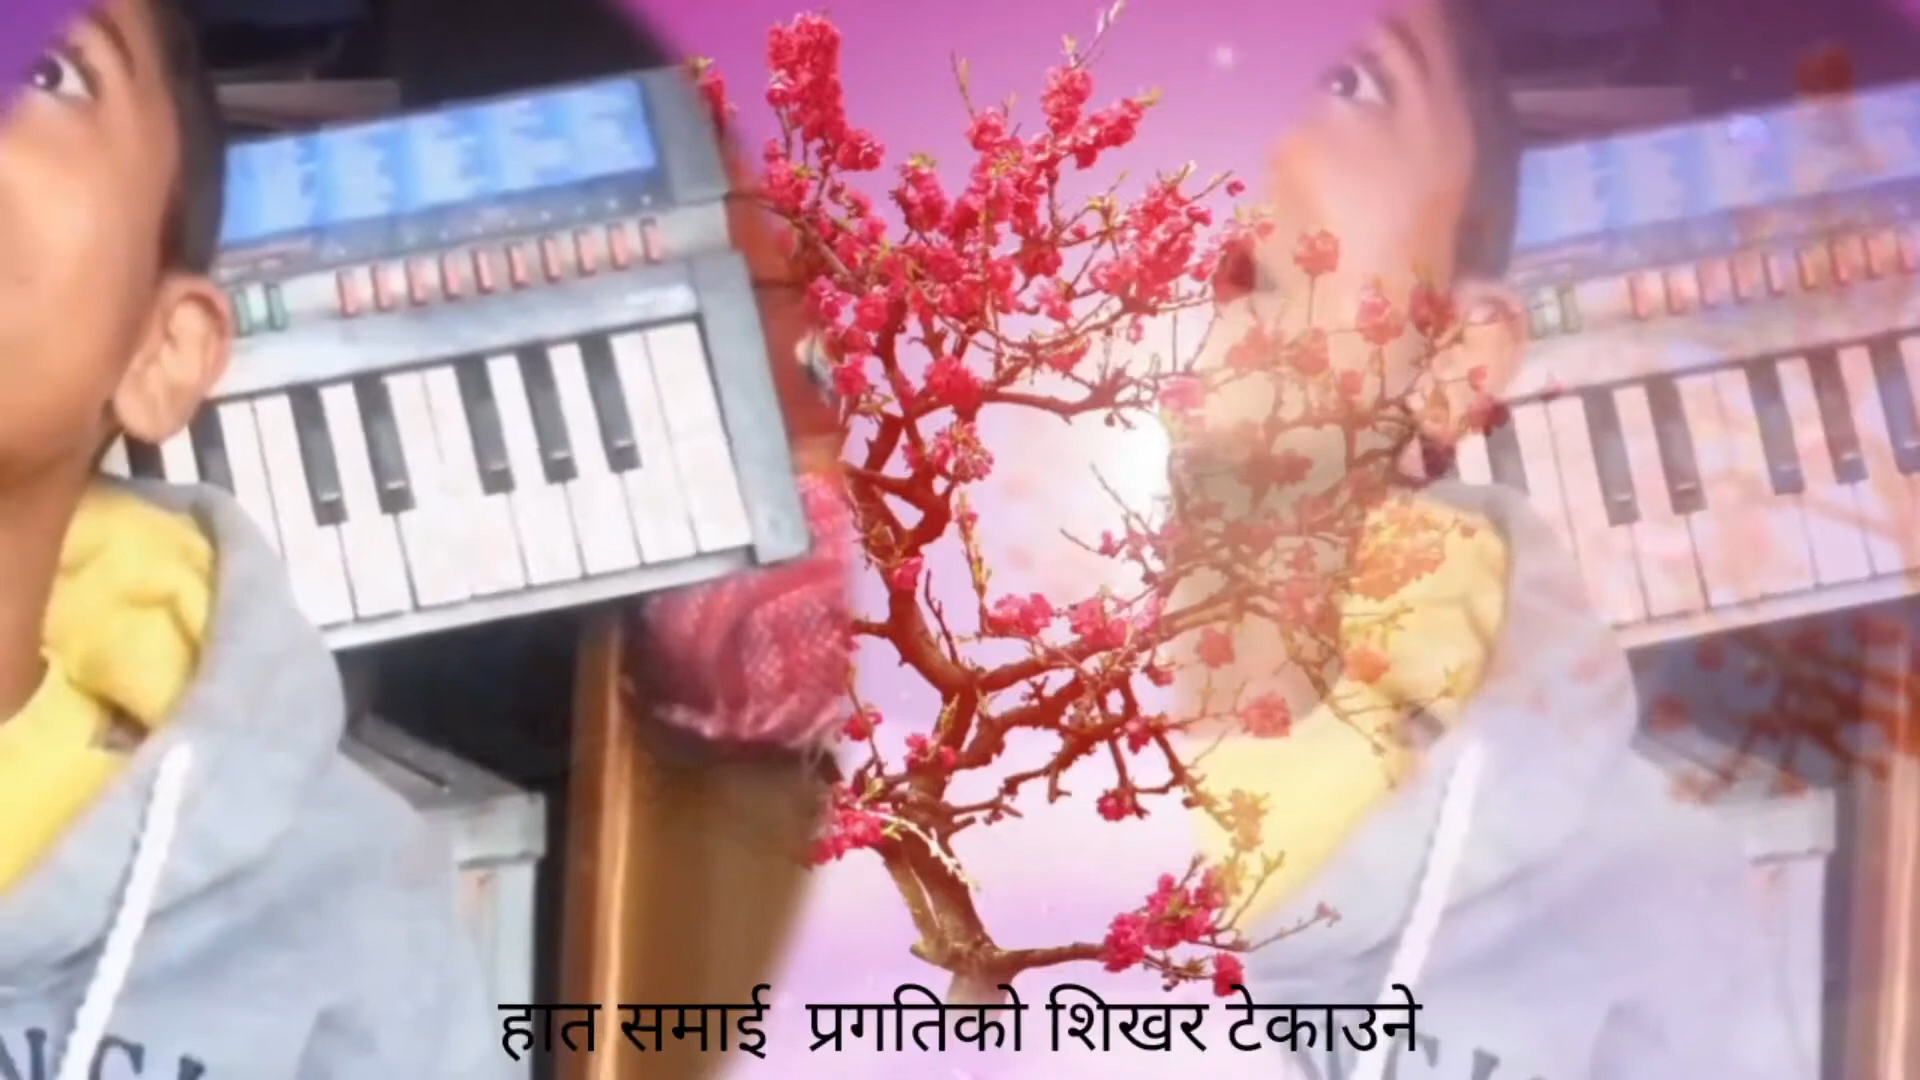 हात समाई  प्रगतिको शिखर टेकाउने